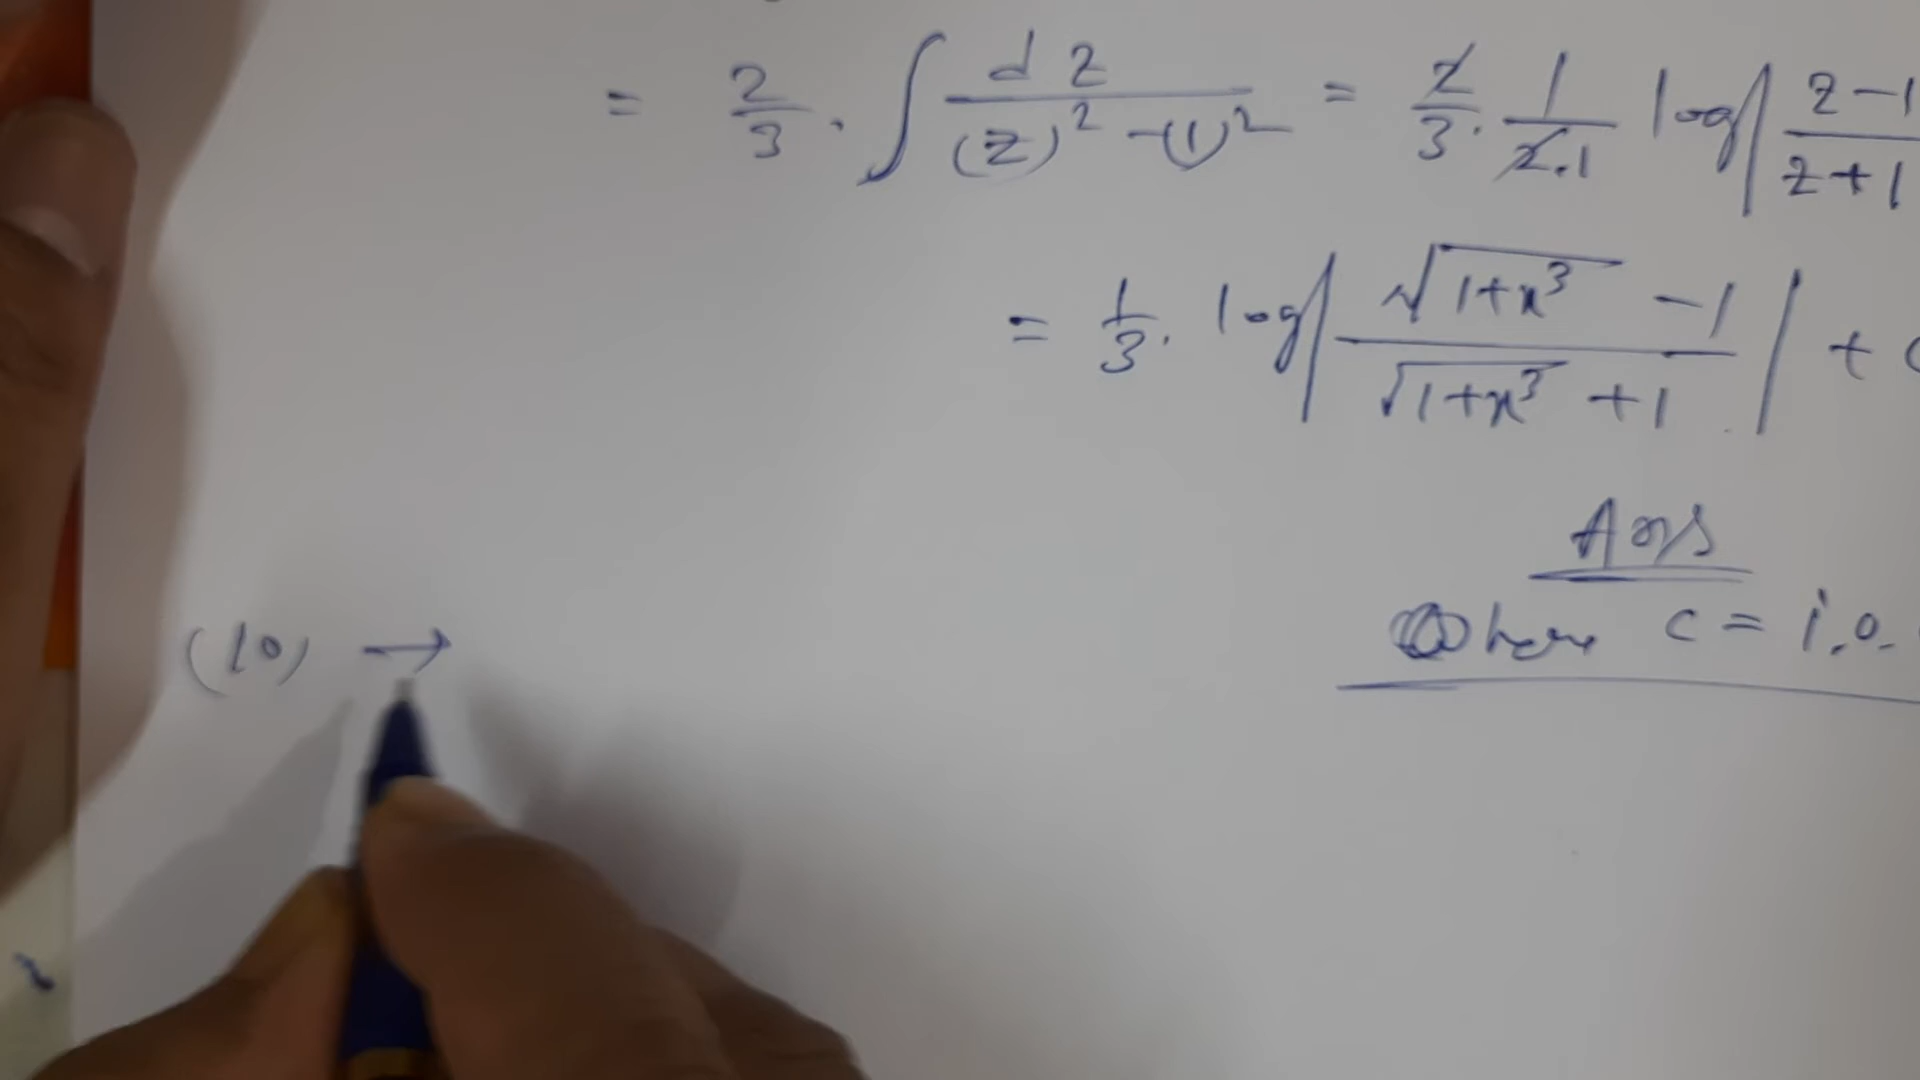 = 2/3 . ∫ dz/((z)² - (1)²) = 2/3 . 1/2.1 log|z-1/z+1
= 1/3 . log|√1+x³ - 1/√1+x³ + 1| +
Ans
where c = i.o.
(10) →